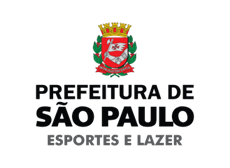 PREFEITURA DE
SÃO PAULO
ESPORTES E LAZER